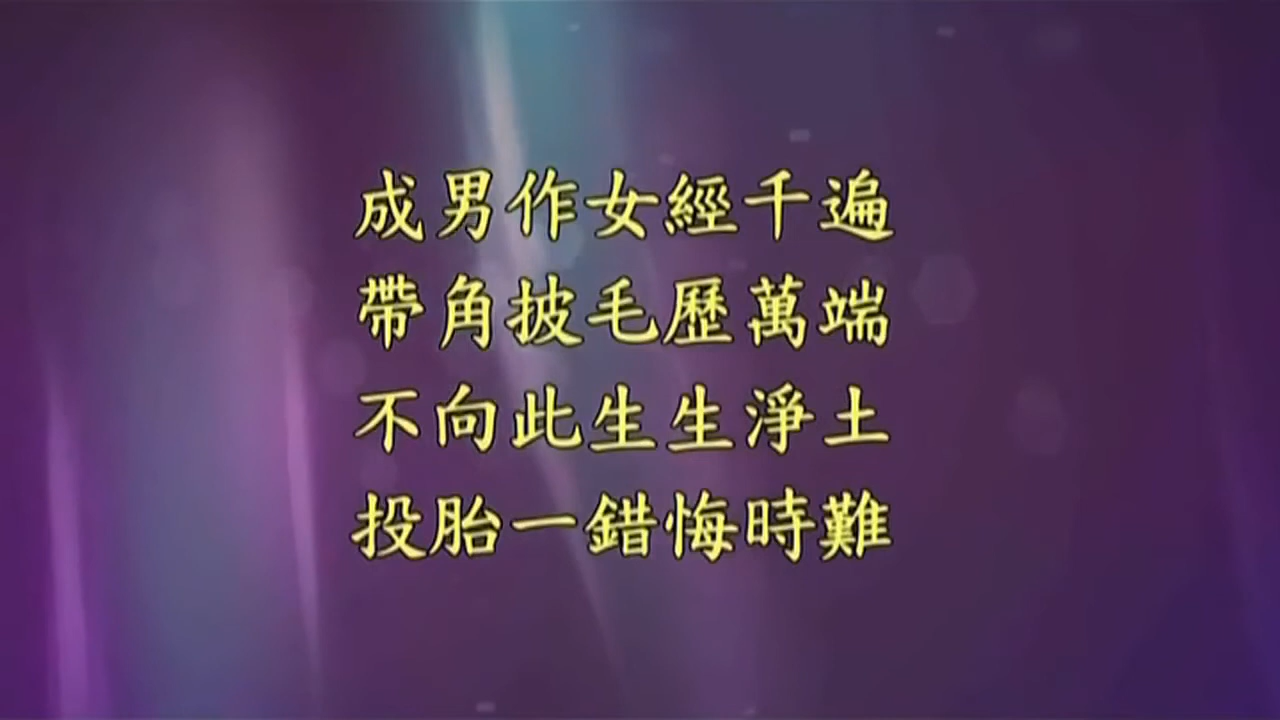 成男作女經千遍
帶角披毛歷萬端
不向此生生淨土
投胎一錯悔時難